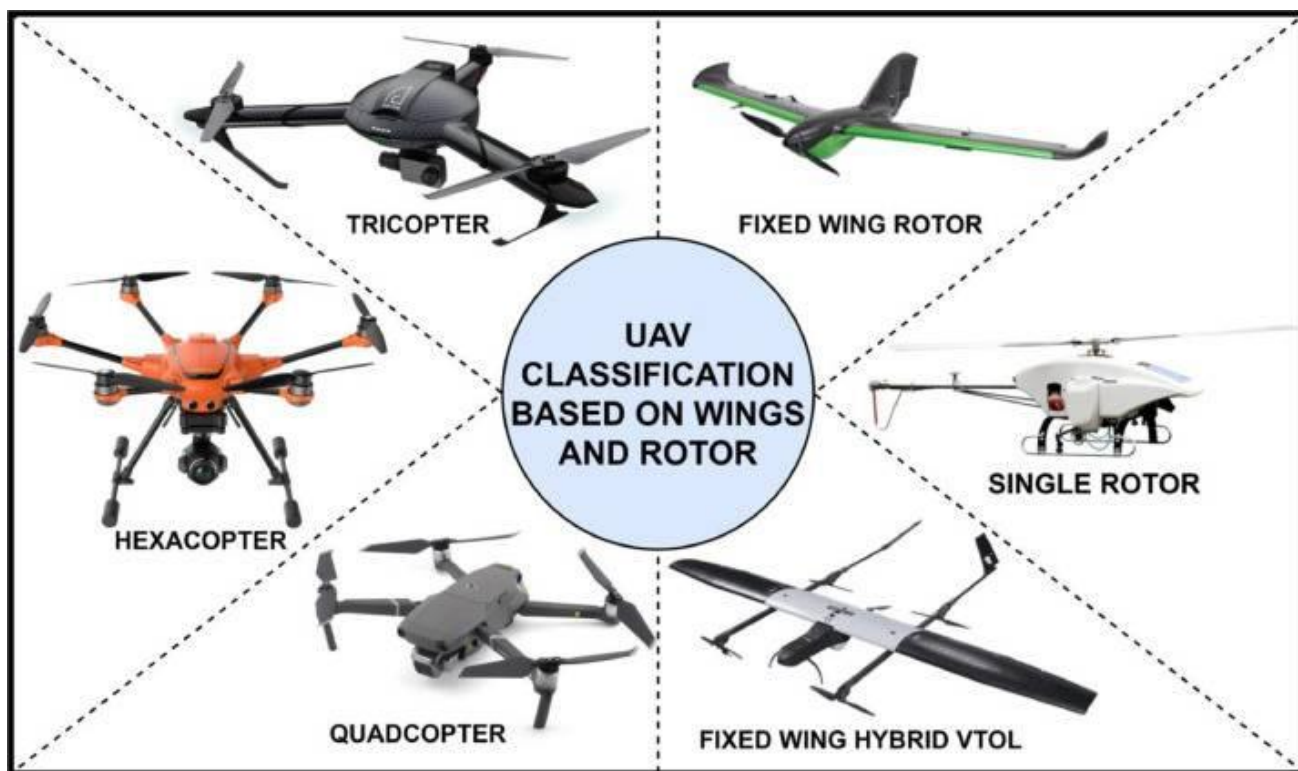 TRICOPTER
FIXED WING ROTOR
UAV
CLASSIFICATION
BASED ON WINGS
AND ROTOR
SINGLE ROTOR
HEXACOPTER
QUADCOPTER
FIXED WING HYBRID VTOL